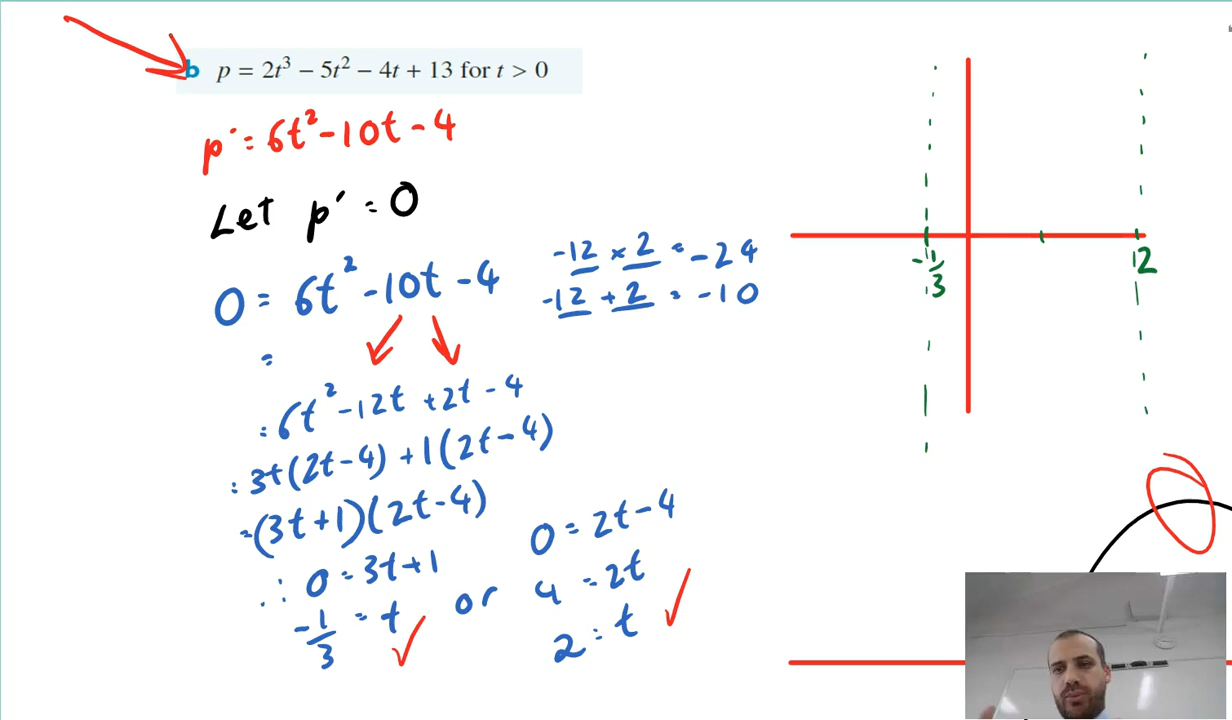 b p = 2t³ − 5t² − 4t + 13 for t > 0
p' = 6t² - 10t - 4
Let p' = 0
0 = 6t² - 10t - 4
-12 × 2 = -24
-12 + 2 = -10
=
= 6t² - 12t + 2t - 4
= 3t(2t - 4) + 1(2t - 4)
= (3t + 1)(2t - 4)
∴ 0 = 3t + 1
-1/3 = t
or
0 = 2t - 4
4 = 2t
2 = t
-1/3
2